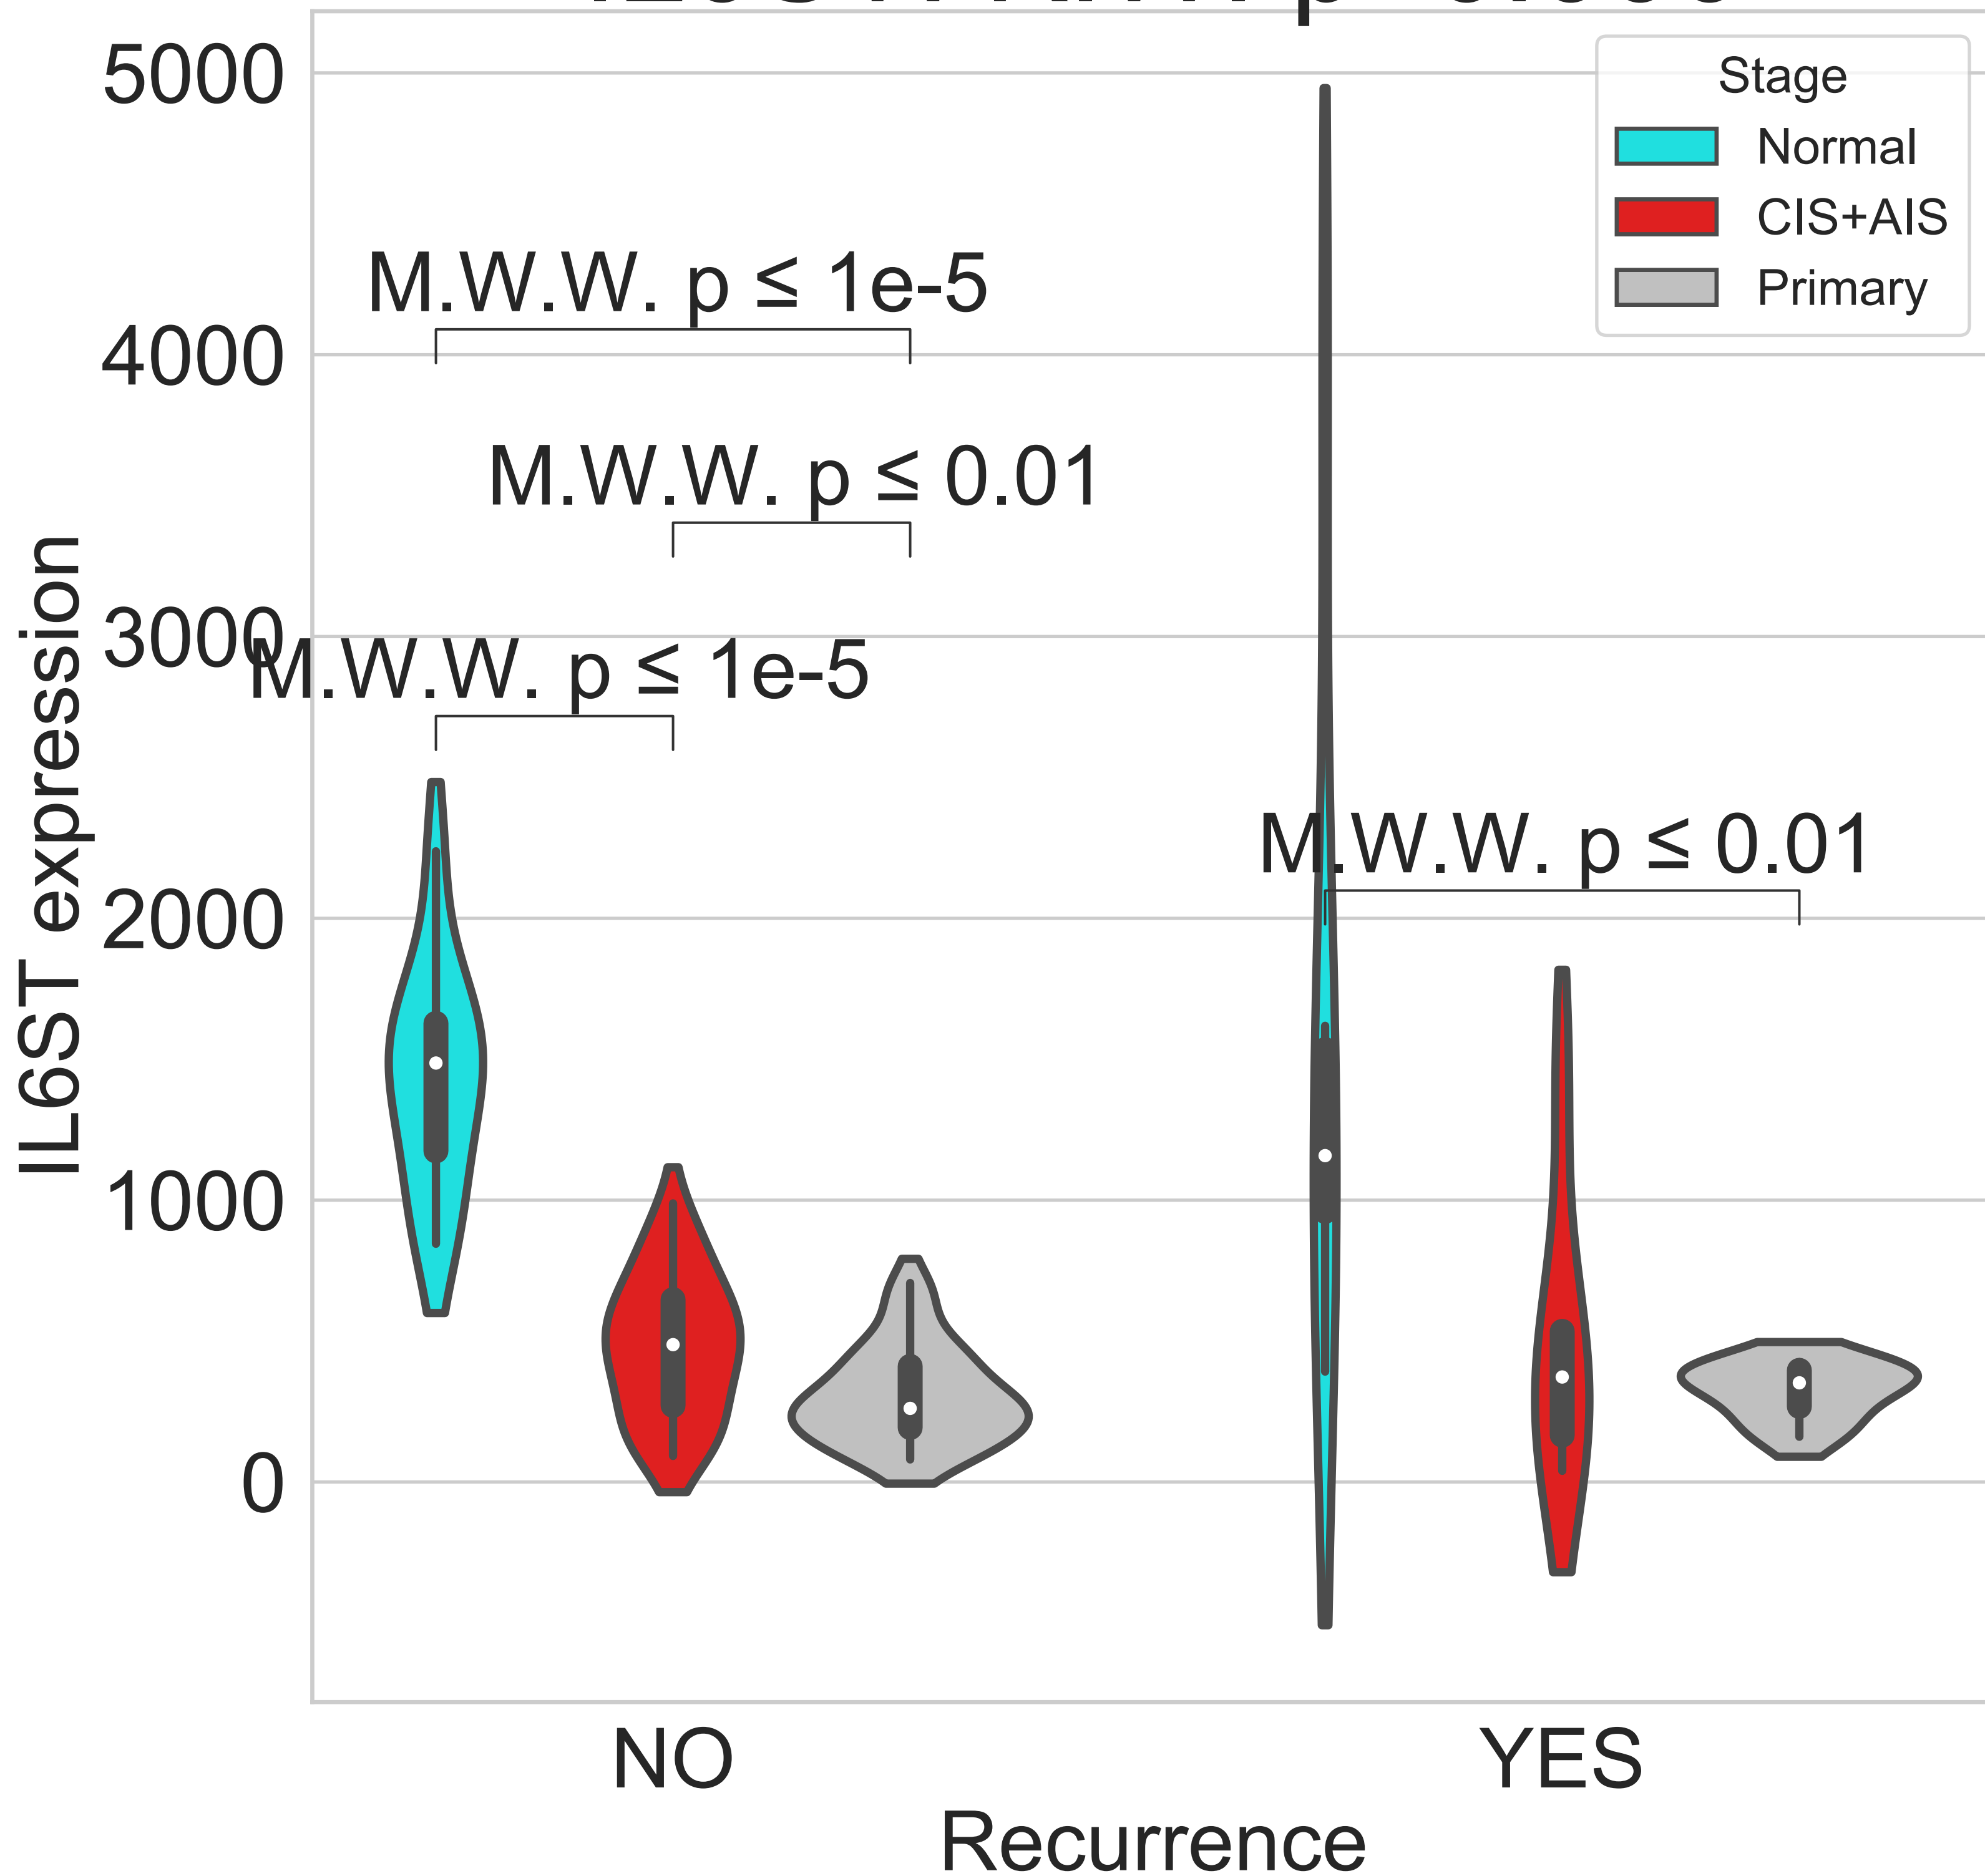 5000
4000
3000
2000
1000
0
IL6ST expression
Stage
Normal
CIS+AIS
Primary
M.W.W. p ≤ 1e-5
M.W.W. p ≤ 0.01
M.W.W. p ≤ 1e-5
M.W.W. p ≤ 0.01
NO
YES
Recurrence